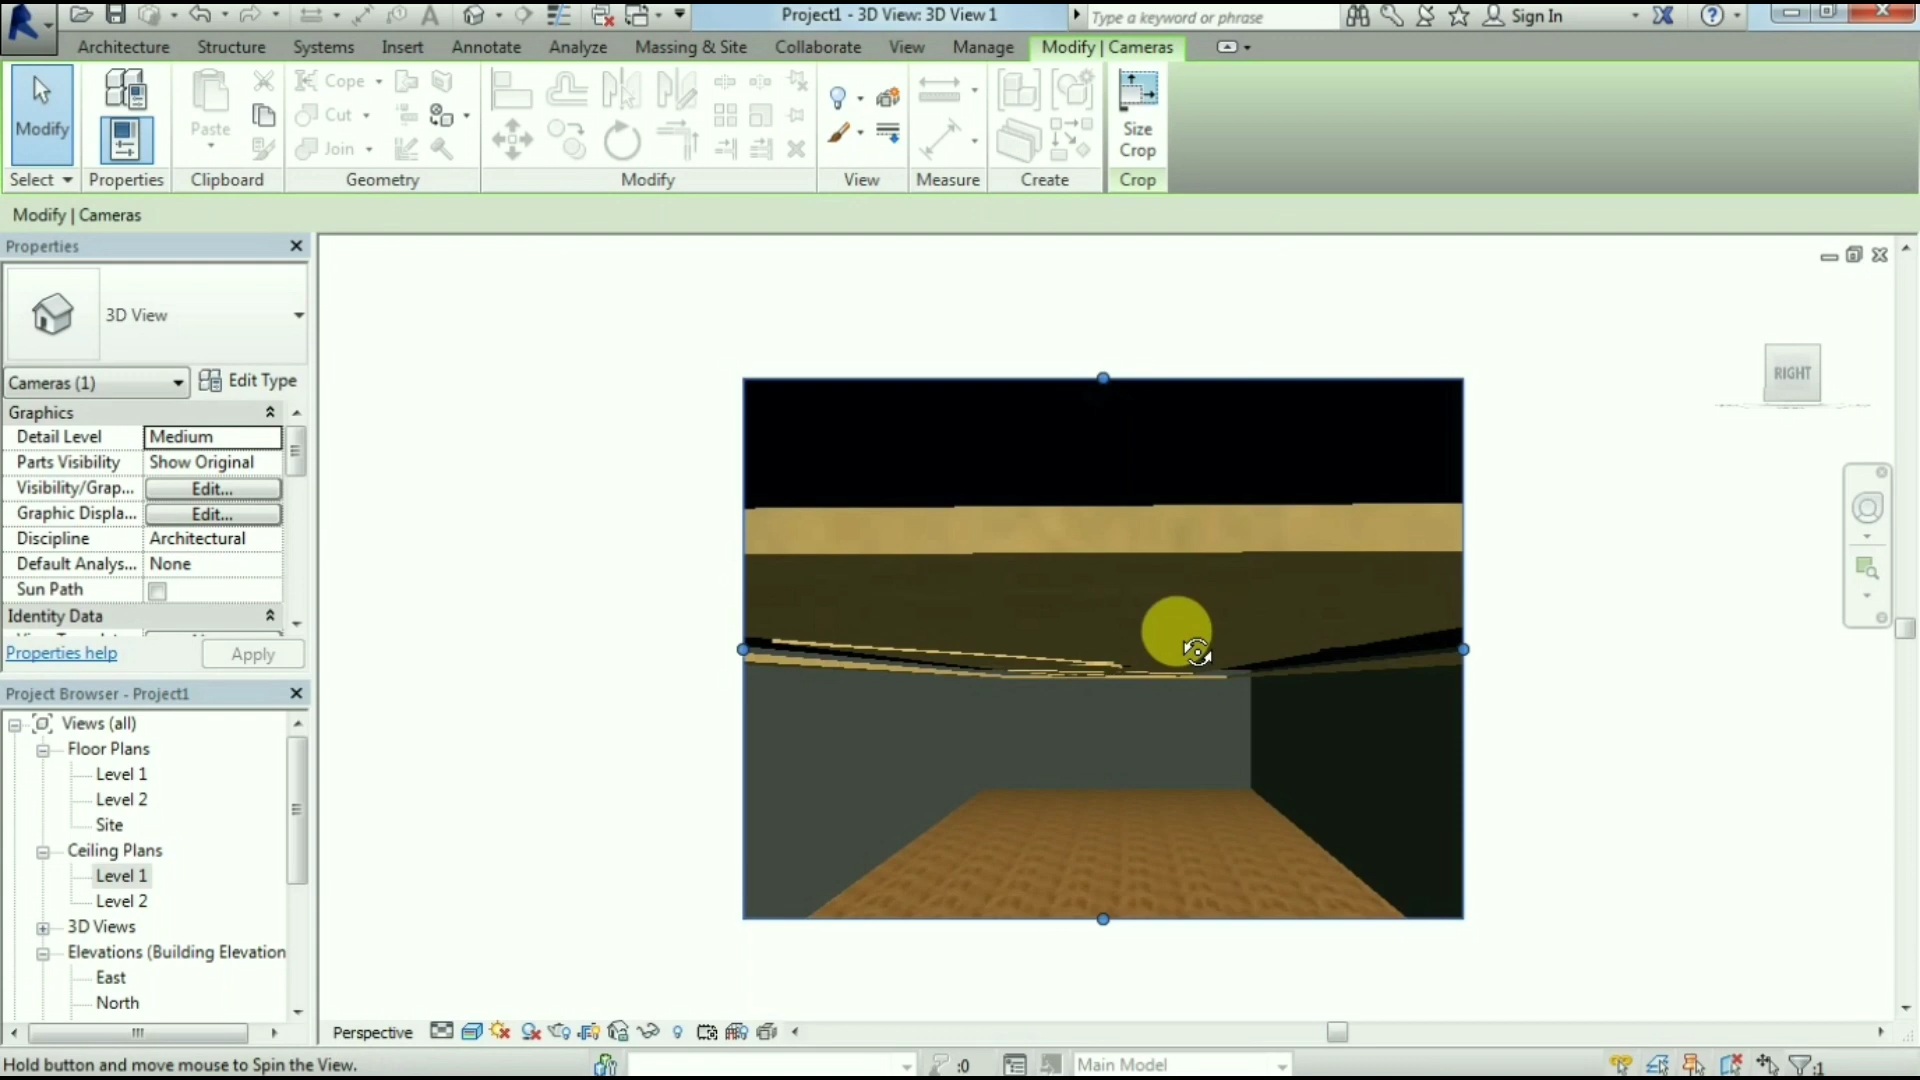 Project1 - 3D View: 3D View 1
Type a keyword or phrase
Sign In
Architecture Structure Systems Insert Annotate Analyze Massing & Site Collaborate View Manage Modify | Cameras
Modify
Paste
Cope
Cut
Join
Size
Crop
Select Properties Clipboard Geometry Modify View Measure Create Crop
Modify | Cameras
Properties
3D View
Cameras (1) Edit Type
Graphics
Detail Level Medium
Parts Visibility Show Original
Visibility/Grap... Edit...
Graphic Displa... Edit...
Discipline Architectural
Default Analys... None
Sun Path
Identity Data
Properties help Apply
Project Browser - Project1
Views (all)
Floor Plans
Level 1
Level 2
Site
Ceiling Plans
Level 1
Level 2
3D Views
Elevations (Building Elevation
East
North
RIGHT
Perspective
Hold button and move mouse to Spin the View.
:0
Main Model
:1